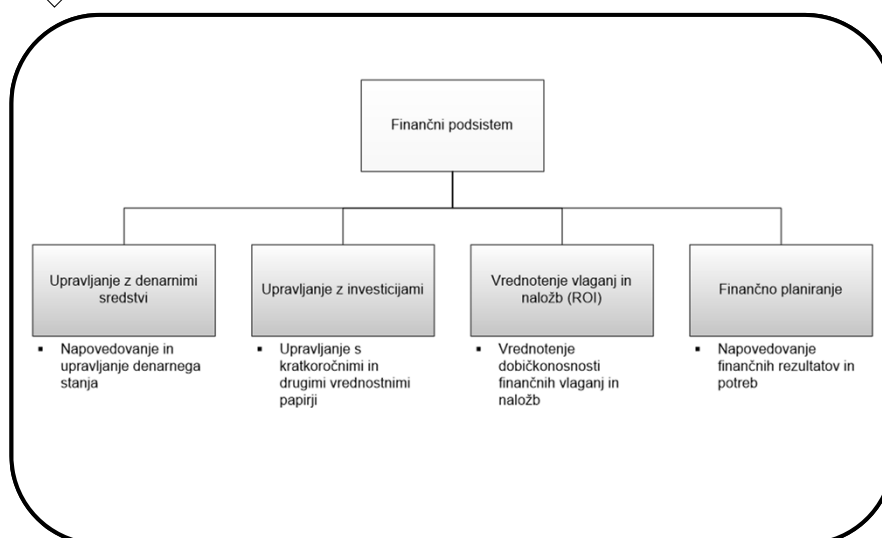 Finančni podsistem
Upravljanje z denarnimi
sredstvi
Upravljanje z investicijami
Vrednotenje vlaganj in
naložb (ROI)
Finančno planiranje
▪ Napovedovanje in
upravljanje denarnega
stanja
▪ Upravljanje s
kratkoročnimi in
drugimi vrednostnimi
papirji
▪ Vrednotenje
dobičkonosnosti
finančnih vlaganj in
naložb
▪ Napovedovanje
finančnih rezultatov in
potreb